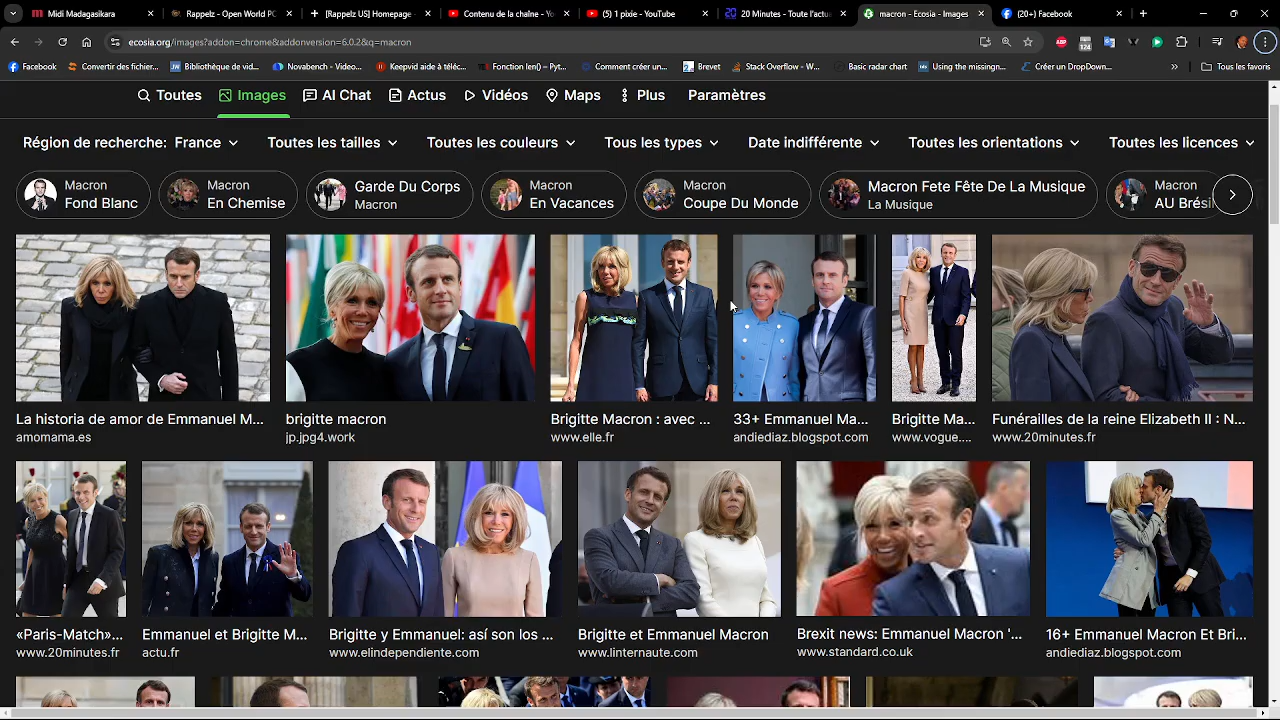 Midi Madagasikara
Rappelz - Open World PC
[Rappelz US] Homepage -
Contenu de la chaîne - Yo
(5) 1 pixie - YouTube
20 Minutes - Toute l'actua
macron - Ecosia - Images
(20+) Facebook
ecosia.org/images?addon=chrome&addonversion=6.0.2&q=macron
124
Facebook
Convertir des fichier...
Bibliothèque de vid...
Novabench - Videos...
Keepvid aide à téléc...
Fonction len() – Pyt...
Comment créer un...
Brevet
Stack Overflow - W...
Basic radar chart
Using the missingn...
Créer un DropDown...
Tous les favoris
Toutes
Images
AI Chat
Actus
Vidéos
Maps
Plus
Paramètres
Région de recherche: France
Toutes les tailles
Toutes les couleurs
Tous les types
Date indifférente
Toutes les orientations
Toutes les licences
Macron
Fond Blanc
Macron
En Chemise
Garde Du Corps
Macron
Macron
En Vacances
Macron
Coupe Du Monde
Macron Fete Fête De La Musique
La Musique
Macron
AU Brési
La historia de amor de Emmanuel M...
amomama.es
brigitte macron
jp.jpg4.work
Brigitte Macron : avec ...
www.elle.fr
33+ Emmanuel Ma...
andiediaz.blogspot.com
Brigitte Ma...
www.vogue....
Funérailles de la reine Elizabeth II : N...
www.20minutes.fr
«Paris-Match»...
www.20minutes.fr
Emmanuel et Brigitte M...
actu.fr
Brigitte y Emmanuel: así son los ...
www.elindependiente.com
Brigitte et Emmanuel Macron
www.linternaute.com
Brexit news: Emmanuel Macron '...
www.standard.co.uk
16+ Emmanuel Macron Et Bri...
andiediaz.blogspot.com